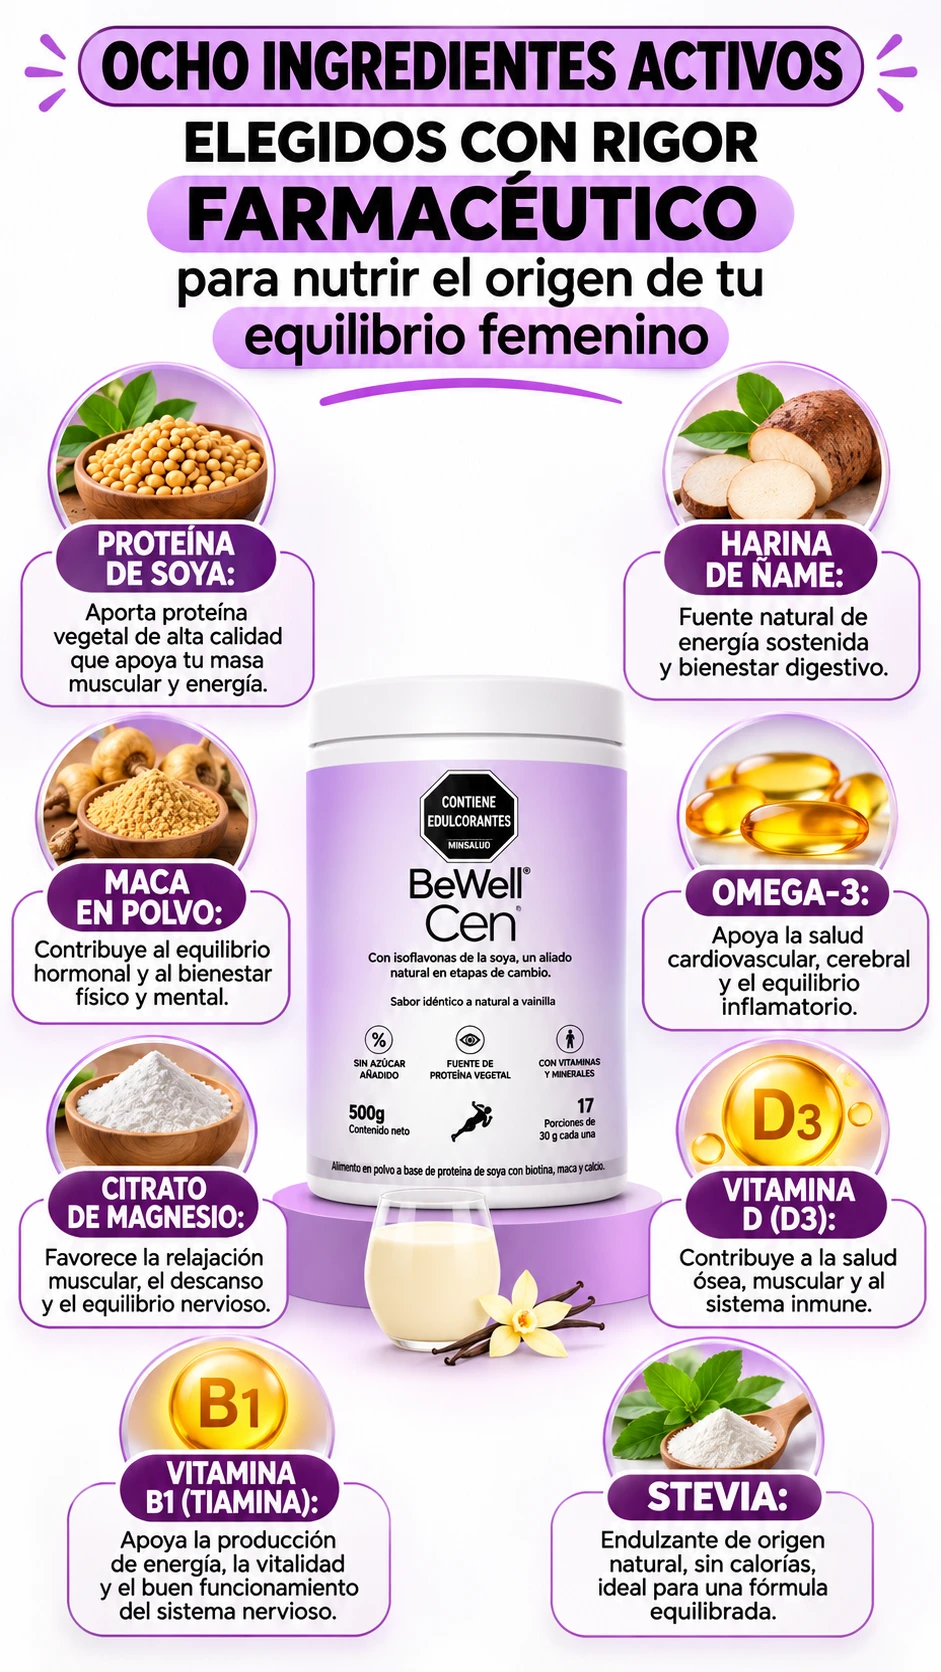 OCHO INGREDIENTES ACTIVOS
ELEGIDOS CON RIGOR
FARMACÉUTICO
para nutrir el origen de tu
equilibrio femenino
PROTEÍNA
DE SOYA:
Aporta proteína
vegetal de alta calidad
que apoya tu masa
muscular y energía.
HARINA
DE ÑAME:
Fuente natural de
energía sostenida
y bienestar digestivo.
MACA
EN POLVO:
Contribuye al equilibrio
hormonal y al bienestar
físico y mental.
OMEGA-3:
Apoya la salud
cardiovascular, cerebral
y el equilibrio
inflamatorio.
CONTIENE
EDULCORANTES
MINSALUD
BeWell®
Cen®
Con isoflavonas de la soya, un aliado
natural en etapas de cambio.
Sabor idéntico a natural a vainilla
%
SIN AZÚCAR
AÑADIDO
FUENTE DE
PROTEÍNA VEGETAL
CON VITAMINAS
Y MINERALES
500g
Contenido neto
17
Porciones de
30 g cada una
Alimento en polvo a base de proteína de soya con biotina, maca y calcio.
CITRATO
DE MAGNESIO:
Favorece la relajación
muscular, el descanso
y el equilibrio nervioso.
D3
VITAMINA
D (D3):
Contribuye a la salud
ósea, muscular y al
sistema inmune.
B1
VITAMINA
B1 (TIAMINA):
Apoya la producción
de energía, la vitalidad
y el buen funcionamiento
del sistema nervioso.
STEVIA:
Endulzante de origen
natural, sin calorías,
ideal para una fórmula
equilibrada.